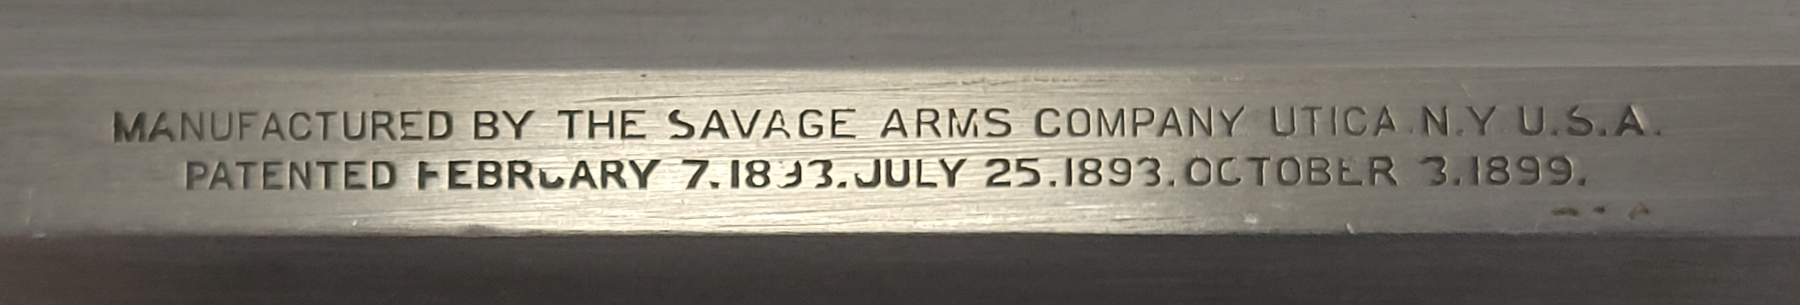 MANUFACTURED BY THE SAVAGE ARMS COMPANY UTICA.N.Y U.S.A.
PATENTED FEBRUARY 7.1893.JULY 25.1893.OCTOBER 3.1899.